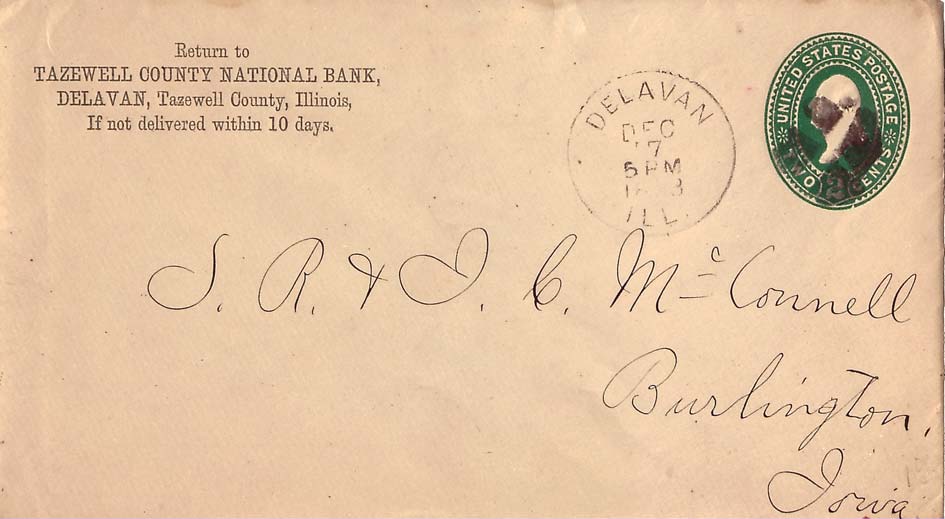 Return to
TAZEWELL COUNTY NATIONAL BANK,
DELAVAN, Tazewell County, Illinois,
If not delivered within 10 days.
DELAVAN
DEC
17
5 PM
ILL.
UNITED STATES POSTAGE
TWO 2 CENTS
S. R. & I. C. McConnell
Burlington,
Iowa